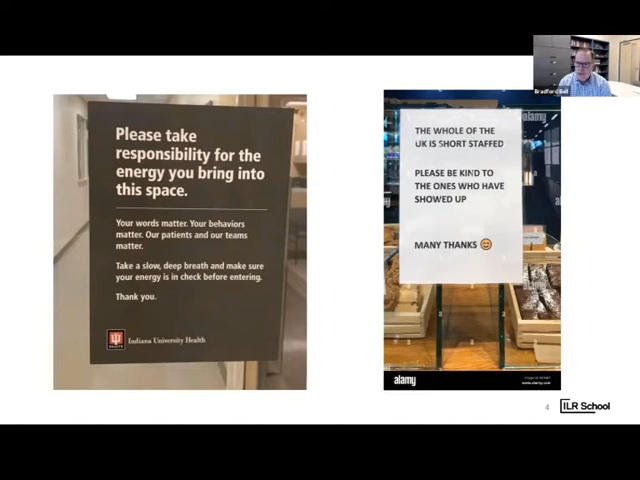 Bradford Bell
Please take
responsibility for the
energy you bring into
this space.
Your words matter. Your behaviors
matter. Our patients and our teams
matter.
Take a slow, deep breath and make sure
your energy is in check before entering.
Thank you.
Indiana University Health
alamy
THE WHOLE OF THE
UK IS SHORT STAFFED
PLEASE BE KIND TO
THE ONES WHO HAVE
SHOWED UP
MANY THANKS 😊
alamy
www.alamy.com
4
ILR School